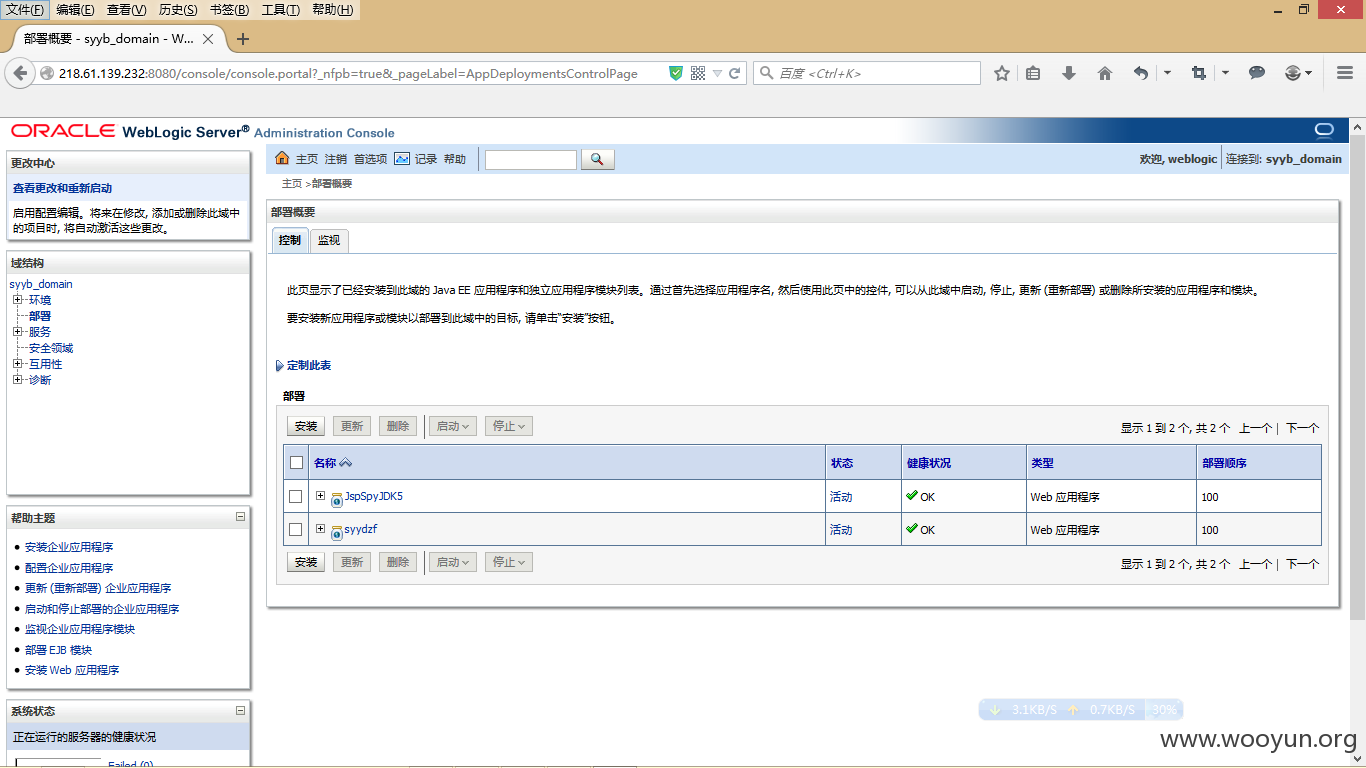 文件(F) 编辑(E) 查看(V) 历史(S) 书签(B) 工具(T) 帮助(H)
部署概要 - syyb_domain - W...
218.61.139.232:8080/console/console.portal?_nfpb=true&_pageLabel=AppDeploymentsControlPage
百度 <Ctrl+K>
ORACLE WebLogic Server® Administration Console
更改中心
查看更改和重新启动
启用配置编辑。将来在修改, 添加或删除此域中
的项目时, 将自动激活这些更改。
域结构
syyb_domain
环境
部署
服务
安全领域
互用性
诊断
帮助主题
安装企业应用程序
配置企业应用程序
更新 (重新部署) 企业应用程序
启动和停止部署的企业应用程序
监视企业应用程序模块
部署 EJB 模块
安装 Web 应用程序
系统状态
正在运行的服务器的健康状况
Failed (0)
主页 注销 首选项 记录 帮助
欢迎, weblogic 连接到: syyb_domain
主页 >部署概要
部署概要
控制 监视
此页显示了已经安装到此域的 Java EE 应用程序和独立应用程序模块列表。通过首先选择应用程序名, 然后使用此页中的控件, 可以从此域中启动, 停止, 更新 (重新部署) 或删除所安装的应用程序和模块。
要安装新应用程序或模块以部署到此域中的目标, 请单击“安装”按钮。
定制此表
部署
安装 更新 删除 启动 停止 显示 1 到 2 个, 共 2 个 上一个 | 下一个
名称 状态 健康状况 类型 部署顺序
JspSpyJDK5 活动 OK Web 应用程序 100
syydzf 活动 OK Web 应用程序 100
安装 更新 删除 启动 停止 显示 1 到 2 个, 共 2 个 上一个 | 下一个
3.1KB/S 0.7KB/S 30%
www.wooyun.org